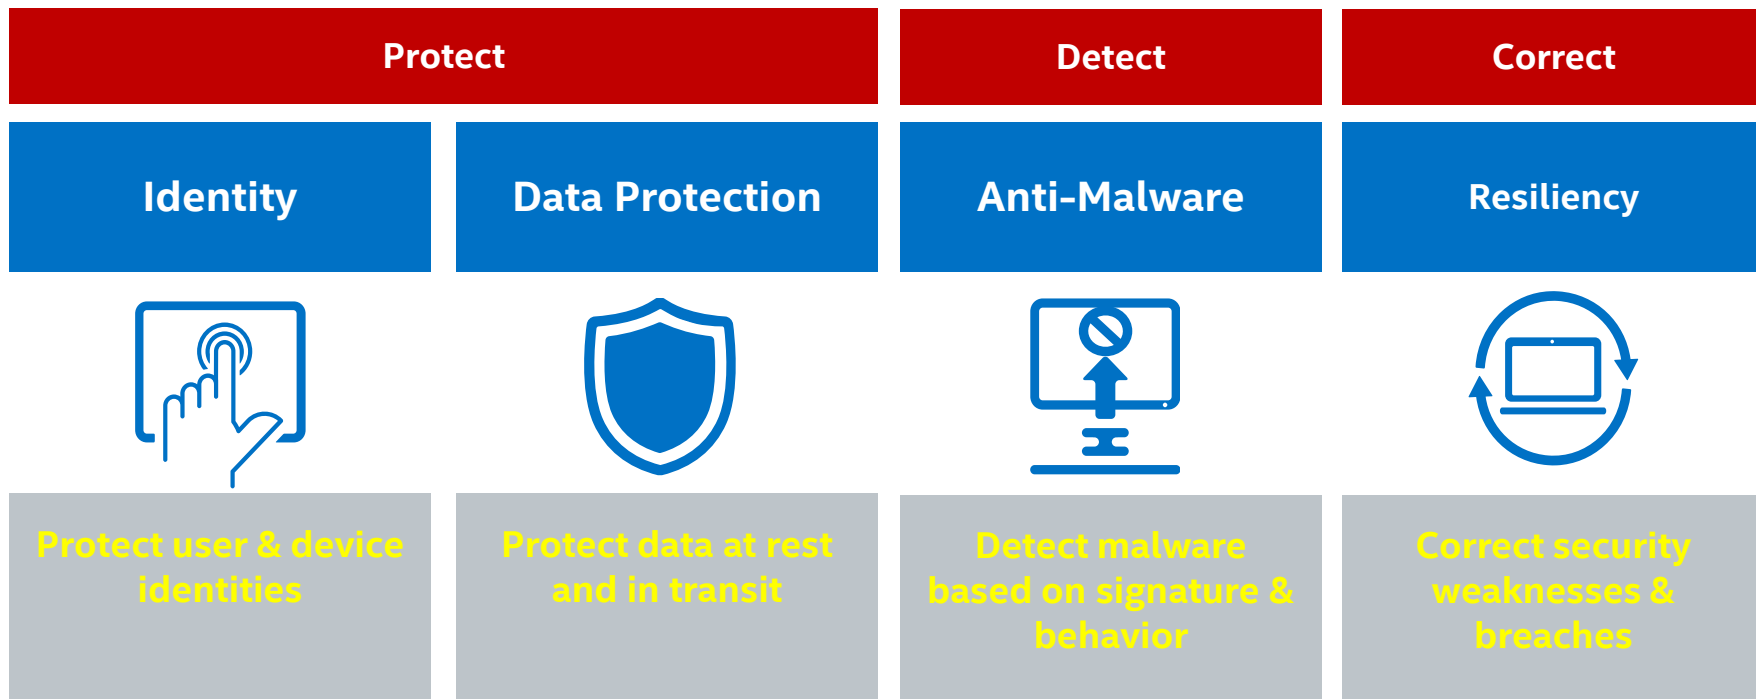 Protect
Detect
Correct
Identity
Data Protection
Anti-Malware
Resiliency
Protect user & device
identities
Protect data at rest
and in transit
Detect malware
based on signature &
behavior
Correct security
weaknesses &
breaches